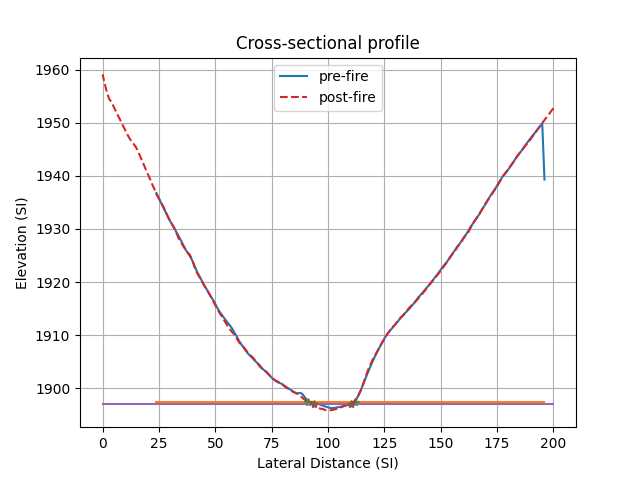 Cross-sectional profile
pre-fire
post-fire
Elevation (SI)
1960
1950
1940
1930
1920
1910
1900
0 25 50 75 100 125 150 175 200
Lateral Distance (SI)